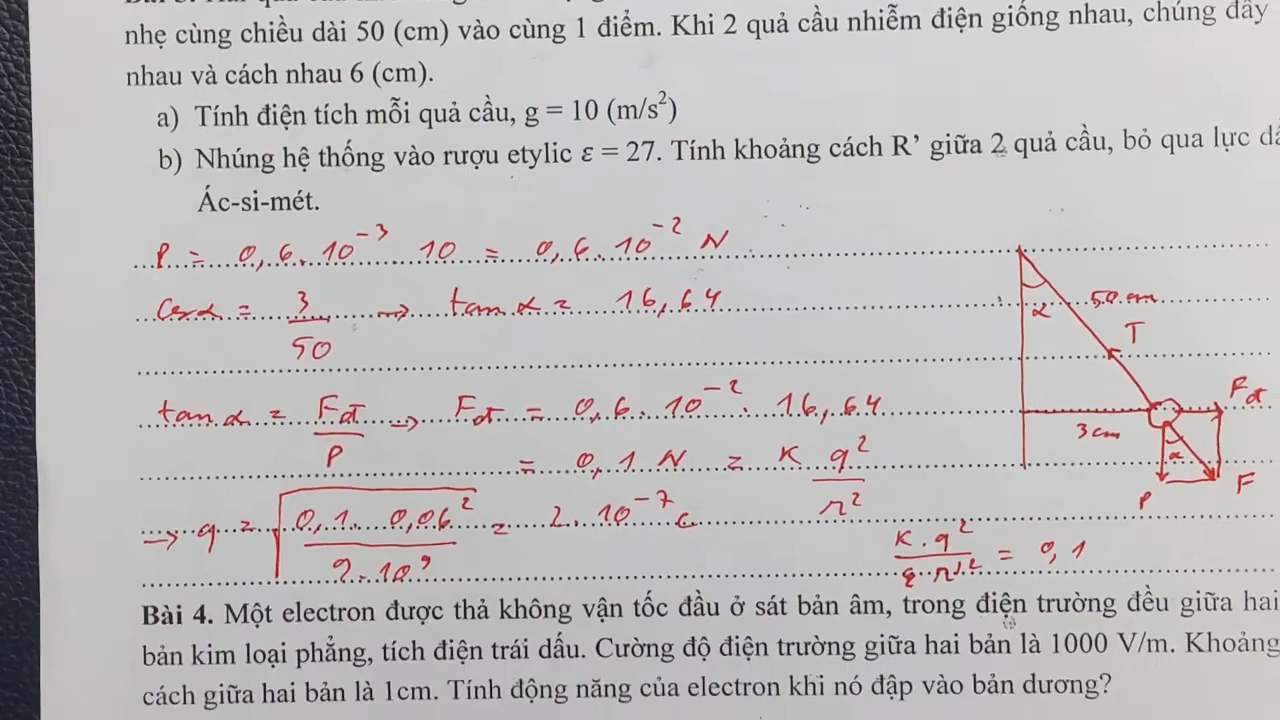 nhẹ cùng chiều dài 50 (cm) vào cùng 1 điểm. Khi 2 quả cầu nhiễm điện giống nhau, chúng đẩy
nhau và cách nhau 6 (cm).
a) Tính điện tích mỗi quả cầu, g = 10 (m/s²)
b) Nhúng hệ thống vào rượu etylic ε = 27. Tính khoảng cách R' giữa 2 quả cầu, bỏ qua lực
Ác-si-mét.
P = 0,6.10⁻³ . 10 = 0,6.10⁻² N
cosα = 3/50 → tanα = 16,64
50 cm
α
T
tanα = Fđ/P → Fđ = 0,6.10⁻² . 16,64
Fđ
3 cm
α
= 0,1 N = K q²/r²
P
F
→ q = √(0,1 . 0,06²/9.10⁹) = 2.10⁻⁷ C
K.q²/ε.r'² = 0,1
Bài 4. Một electron được thả không vận tốc đầu ở sát bản âm, trong điện trường đều giữa hai
bản kim loại phẳng, tích điện trái dấu. Cường độ điện trường giữa hai bản là 1000 V/m. Khoảng
cách giữa hai bản là 1cm. Tính động năng của electron khi nó đập vào bản dương?